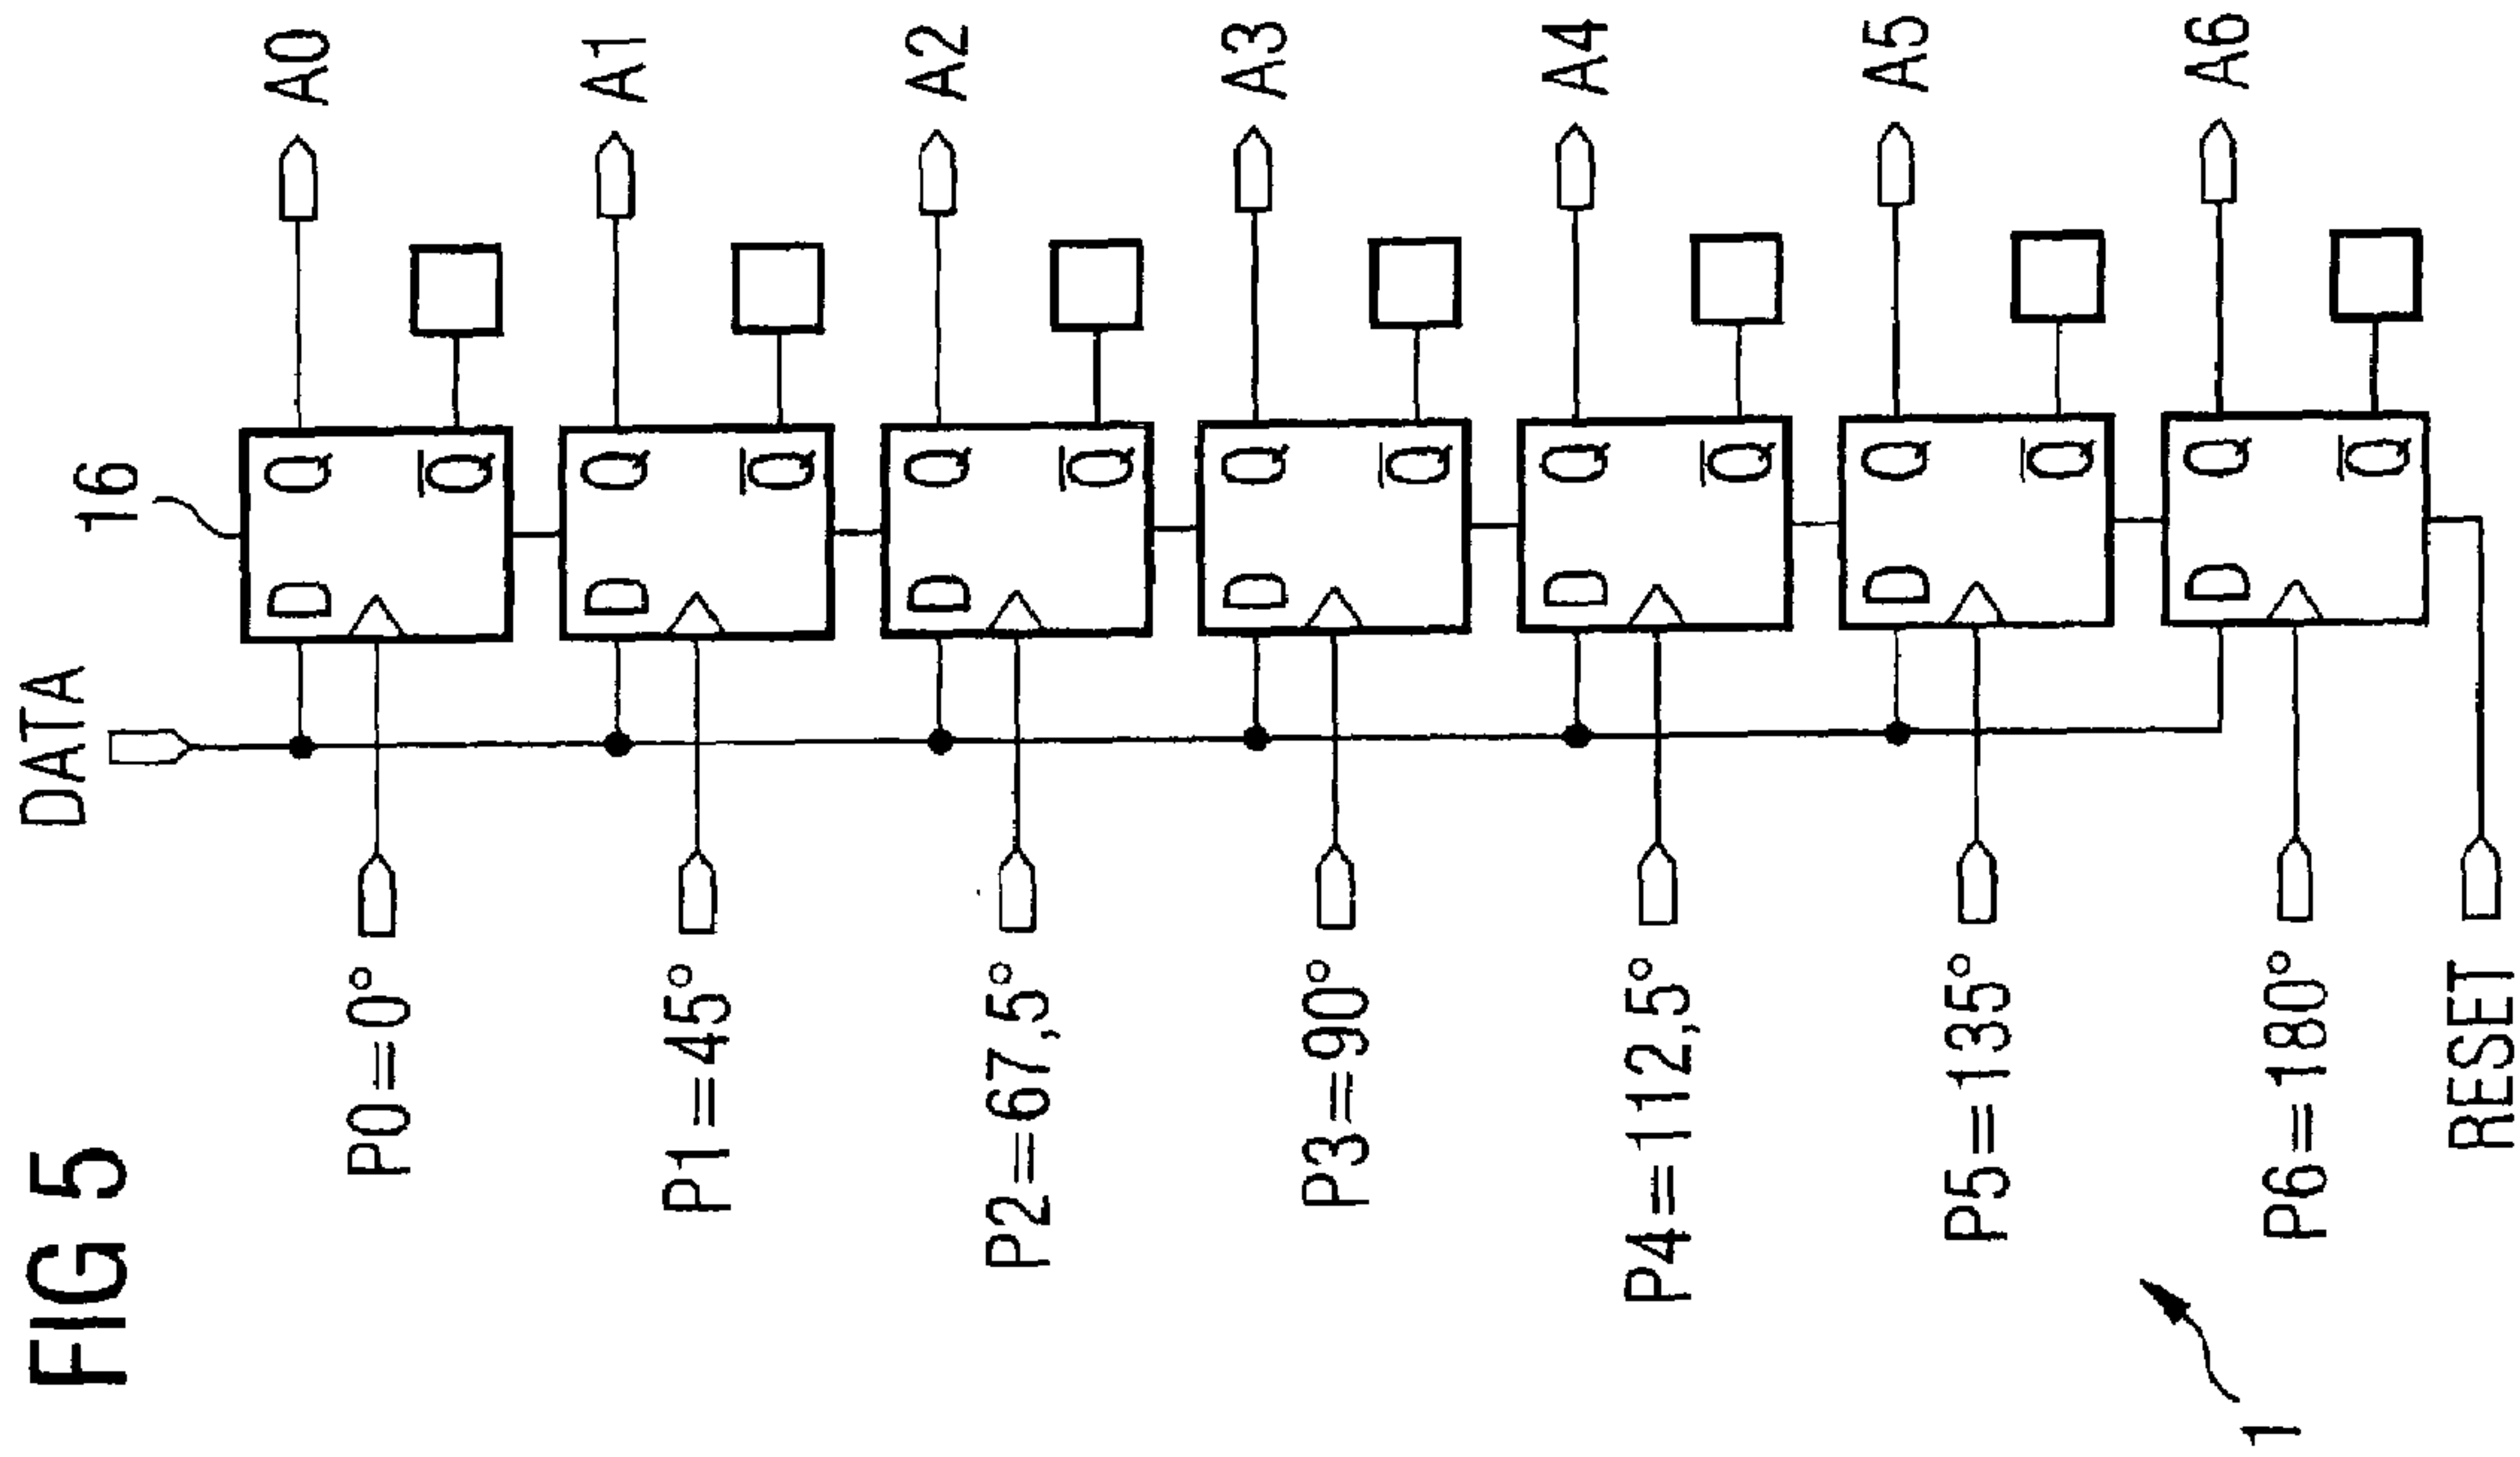 FIG 5
DATA
16
P0=0°
D
Q
Q̅
A0
P1=45°
D
Q
Q̅
A1
P2=67,5°
D
Q
Q̅
A2
P3=90°
D
Q
Q̅
A3
P4=112,5°
D
Q
Q̅
A4
P5=135°
D
Q
Q̅
A5
P6=180°
D
Q
Q̅
A6
RESET
1